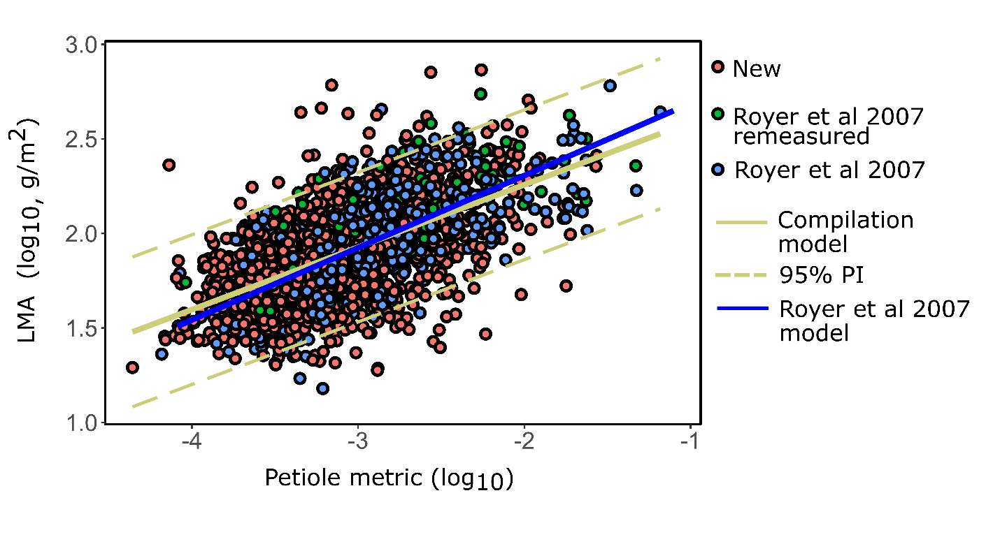 3.0
2.5
2.0
1.5
1.0
LMA (log10, g/m2)
-4
-3
-2
-1
Petiole metric (log10)
New
Royer et al 2007
remeasured
Royer et al 2007
Compilation
model
95% PI
Royer et al 2007
model